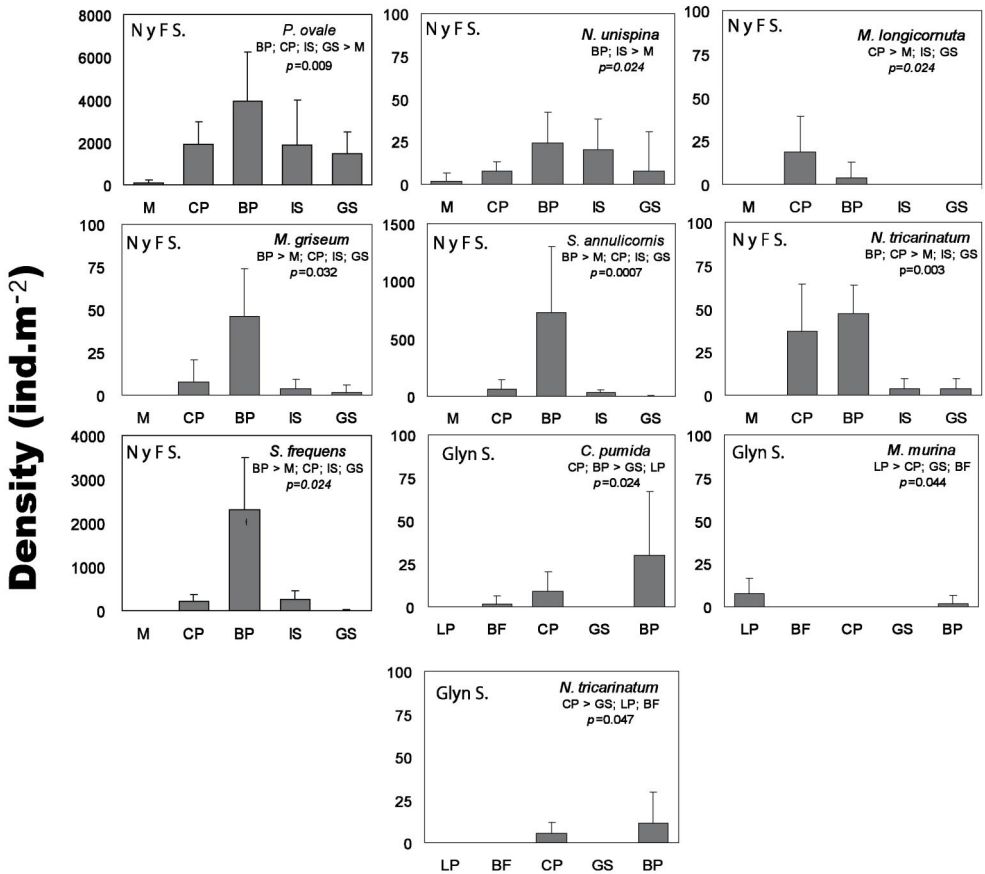 Density (ind.m-2)
N y F S.
P. ovale
BP; CP; IS; GS > M
p=0.009
8000
6000
4000
2000
0
M CP BP IS GS
N y F S.
N. unispina
BP; IS > M
p=0.024
100
75
50
25
0
M CP BP IS GS
N y F S.
M. longicornuta
CP > M; IS; GS
p=0.024
100
75
50
25
0
M CP BP IS GS
N y F S.
M. griseum
BP > M; CP; IS; GS
p=0.032
100
75
50
25
0
M CP BP IS GS
N y F S.
S. annulicornis
BP > M; CP; IS; GS
p=0.0007
1500
1000
500
0
M CP BP IS GS
N y F S.
N. tricarinatum
BP; CP > M; IS; GS
p=0.003
100
75
50
25
0
M CP BP IS GS
N y F S.
S. frequens
BP > M; CP; IS; GS
p=0.024
4000
3000
2000
1000
0
M CP BP IS GS
Glyn S.
C. pumida
CP; BP > GS; LP
p=0.024
100
75
50
25
0
LP BF CP GS BP
Glyn S.
M. murina
LP > CP; GS; BF
p=0.044
100
75
50
25
0
LP BF CP GS BP
Glyn S.
N. tricarinatum
CP > GS; LP; BF
p=0.047
100
75
50
25
0
LP BF CP GS BP